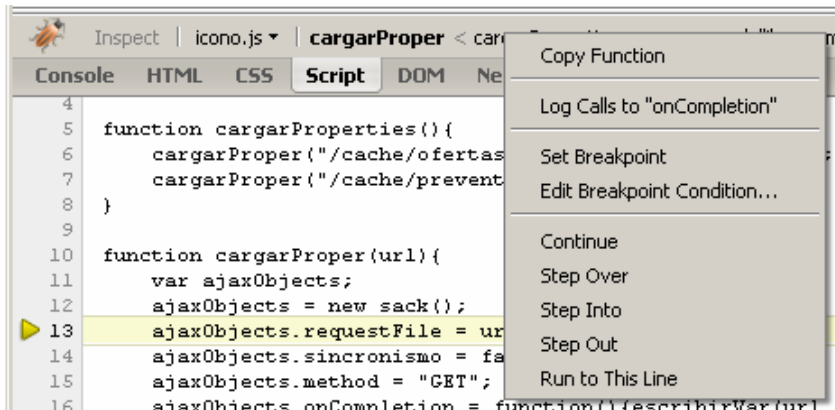 Inspect | icono.js | cargarProper <
Console HTML CSS Script DOM
Copy Function
Log Calls to "onCompletion"
Set Breakpoint
Edit Breakpoint Condition...
Continue
Step Over
Step Into
Step Out
Run to This Line
4
5 function cargarProperties(){
6 cargarProper("/cache/ofertas
7 cargarProper("/cache/prevent
8 }
9
10 function cargarProper(url){
11 var ajaxObjects;
12 ajaxObjects = new sack();
13 ajaxObjects.requestFile = ur
14 ajaxObjects.sincronismo = fa
15 ajaxObjects.method = "GET";
16 ajaxObjects.onCompletion = function(){escribirVar(url